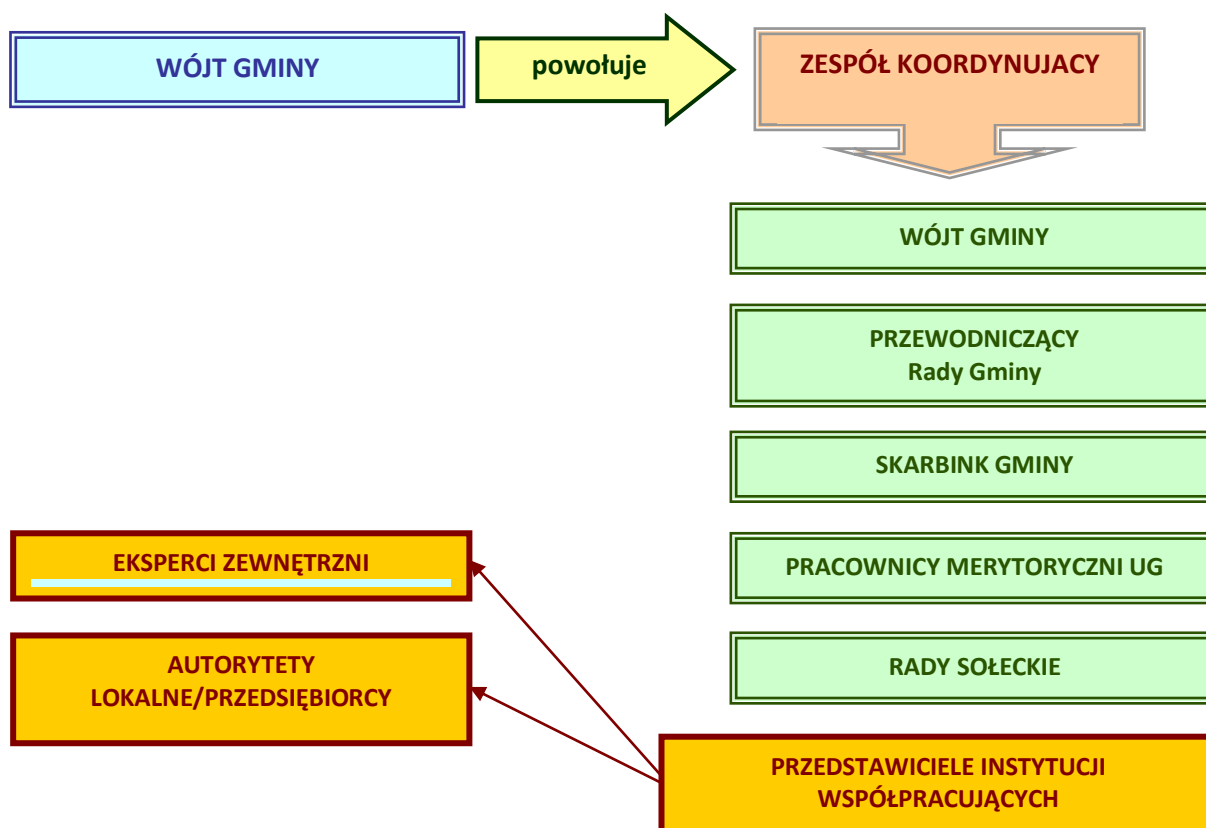 WÓJT GMINY
powołuje
ZESPÓŁ KOORDYNUJACY
WÓJT GMINY
PRZEWODNICZĄCY
Rady Gminy
SKARBINK GMINY
PRACOWNICY MERYTORYCZNI UG
RADY SOŁECKIE
EKSPERCI ZEWNĘTRZNI
AUTORYTETY
LOKALNE/PRZEDSIĘBIORCY
PRZEDSTAWICIELE INSTYTUCJI
WSPÓŁPRACUJĄCYCH